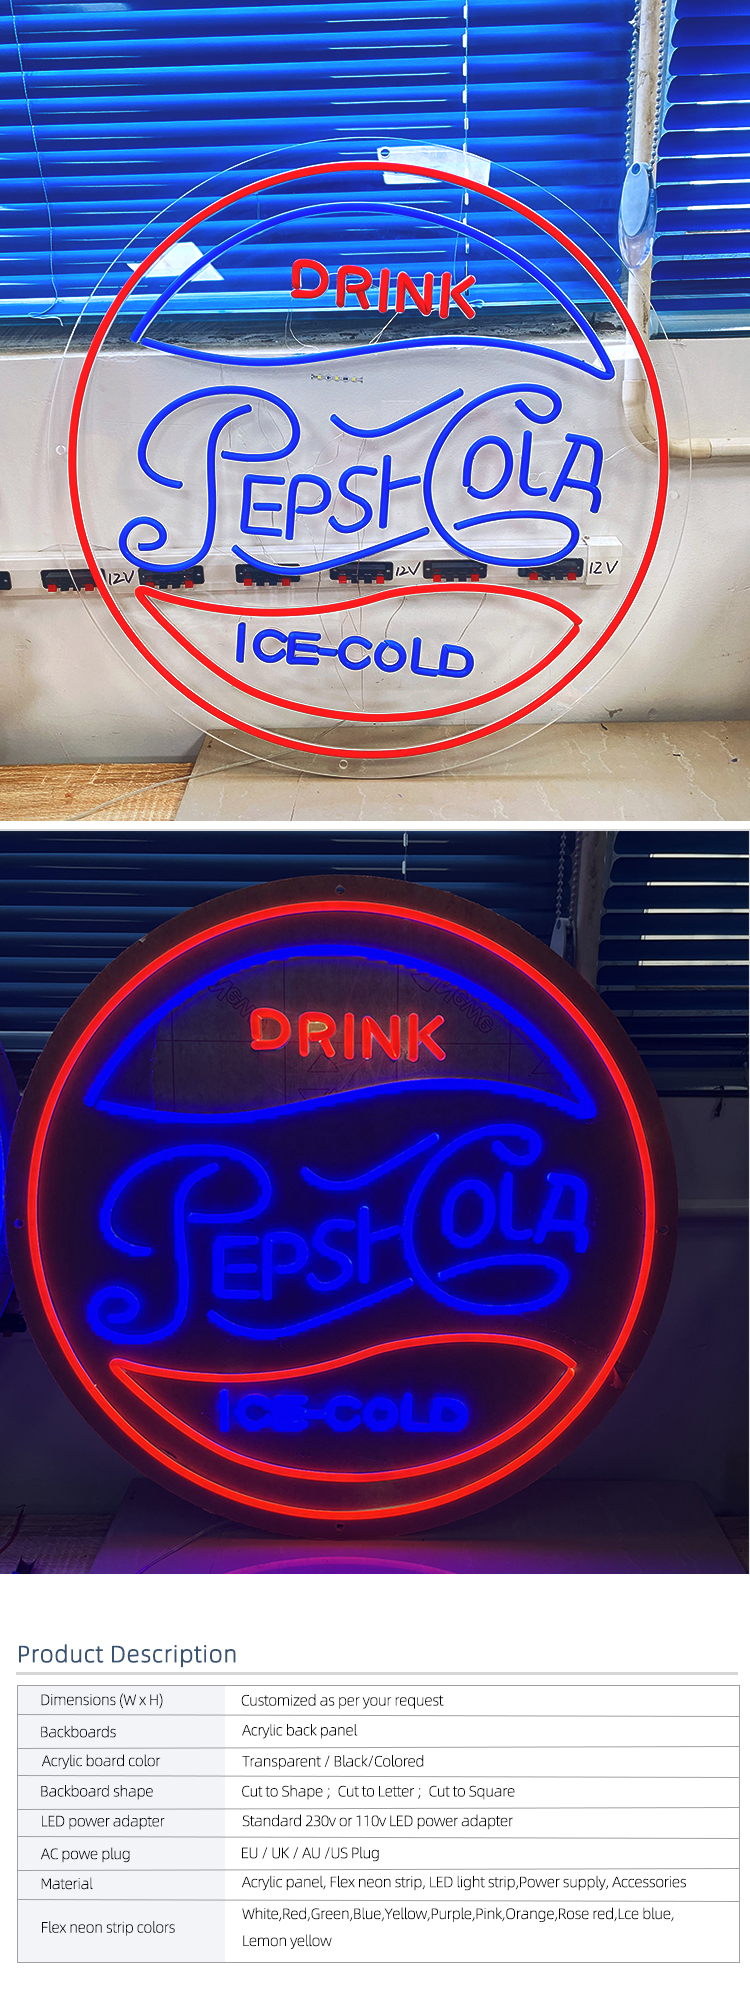 DRINK
PEPSI-COLA
12V
12V
12V
ICE-COLD
DRINK
PEPSI-COLA
ICE-COLD
Product Description
Dimensions (W x H) Customized as per your request
Backboards Acrylic back panel
Acrylic board color Transparent / Black/Colored
Backboard shape Cut to Shape ; Cut to Letter ; Cut to Square
LED power adapter Standard 230v or 110v LED power adapter
AC powe plug EU / UK / AU /US Plug
Material Acrylic panel, Flex neon strip, LED light strip,Power supply, Accessories
Flex neon strip colors White,Red,Green,Blue,Yellow,Purple,Pink,Orange,Rose red,Lce blue,
Lemon yellow